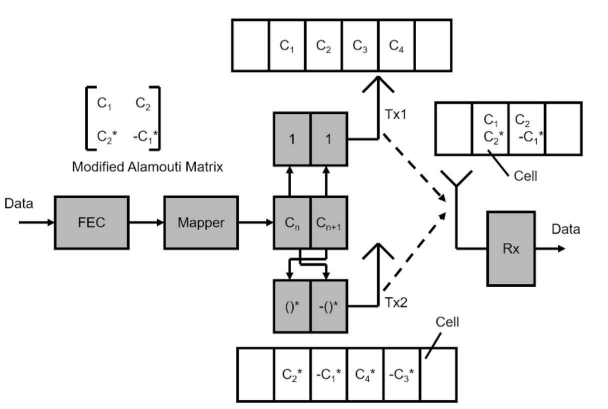 C1 C2 C3 C4
C1 C2
C2* -C1*
Modified Alamouti Matrix
Tx1
1 1
C1 C2
C2* -C1*
Cell
Data
FEC
Mapper
Cn Cn+1
Rx
Data
()* -()*
Tx2
Cell
C2* -C1* C4* -C3*